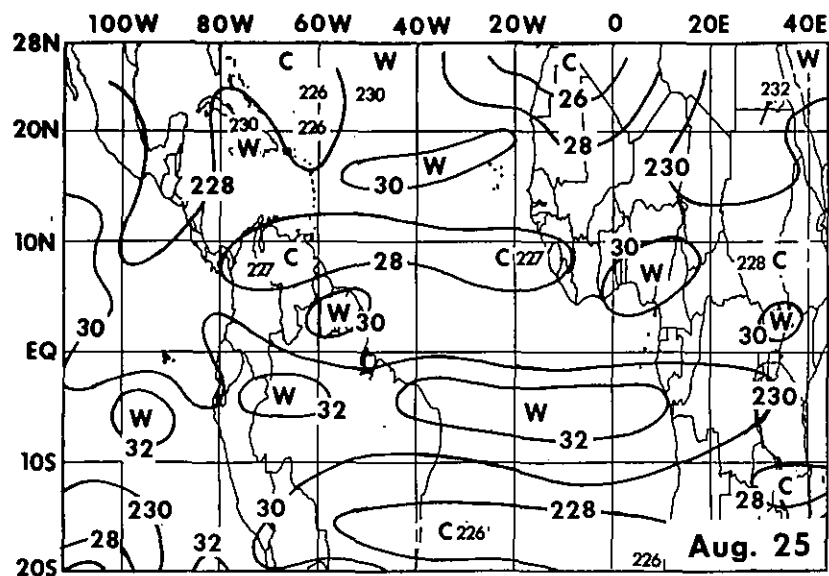 100W 80W 60W 40W 20W 0 20E 40E
28N C W C W
226 230 26 232
20N 230 226 28
W W 230
228 30
10N 30
227 C 28 C 227 W 228 C
W 30 W
30 30
EQ
W W 230
W 32 W
32 32
10S
230 30 228 28 C
28 32 C 226
20S 226 Aug. 25